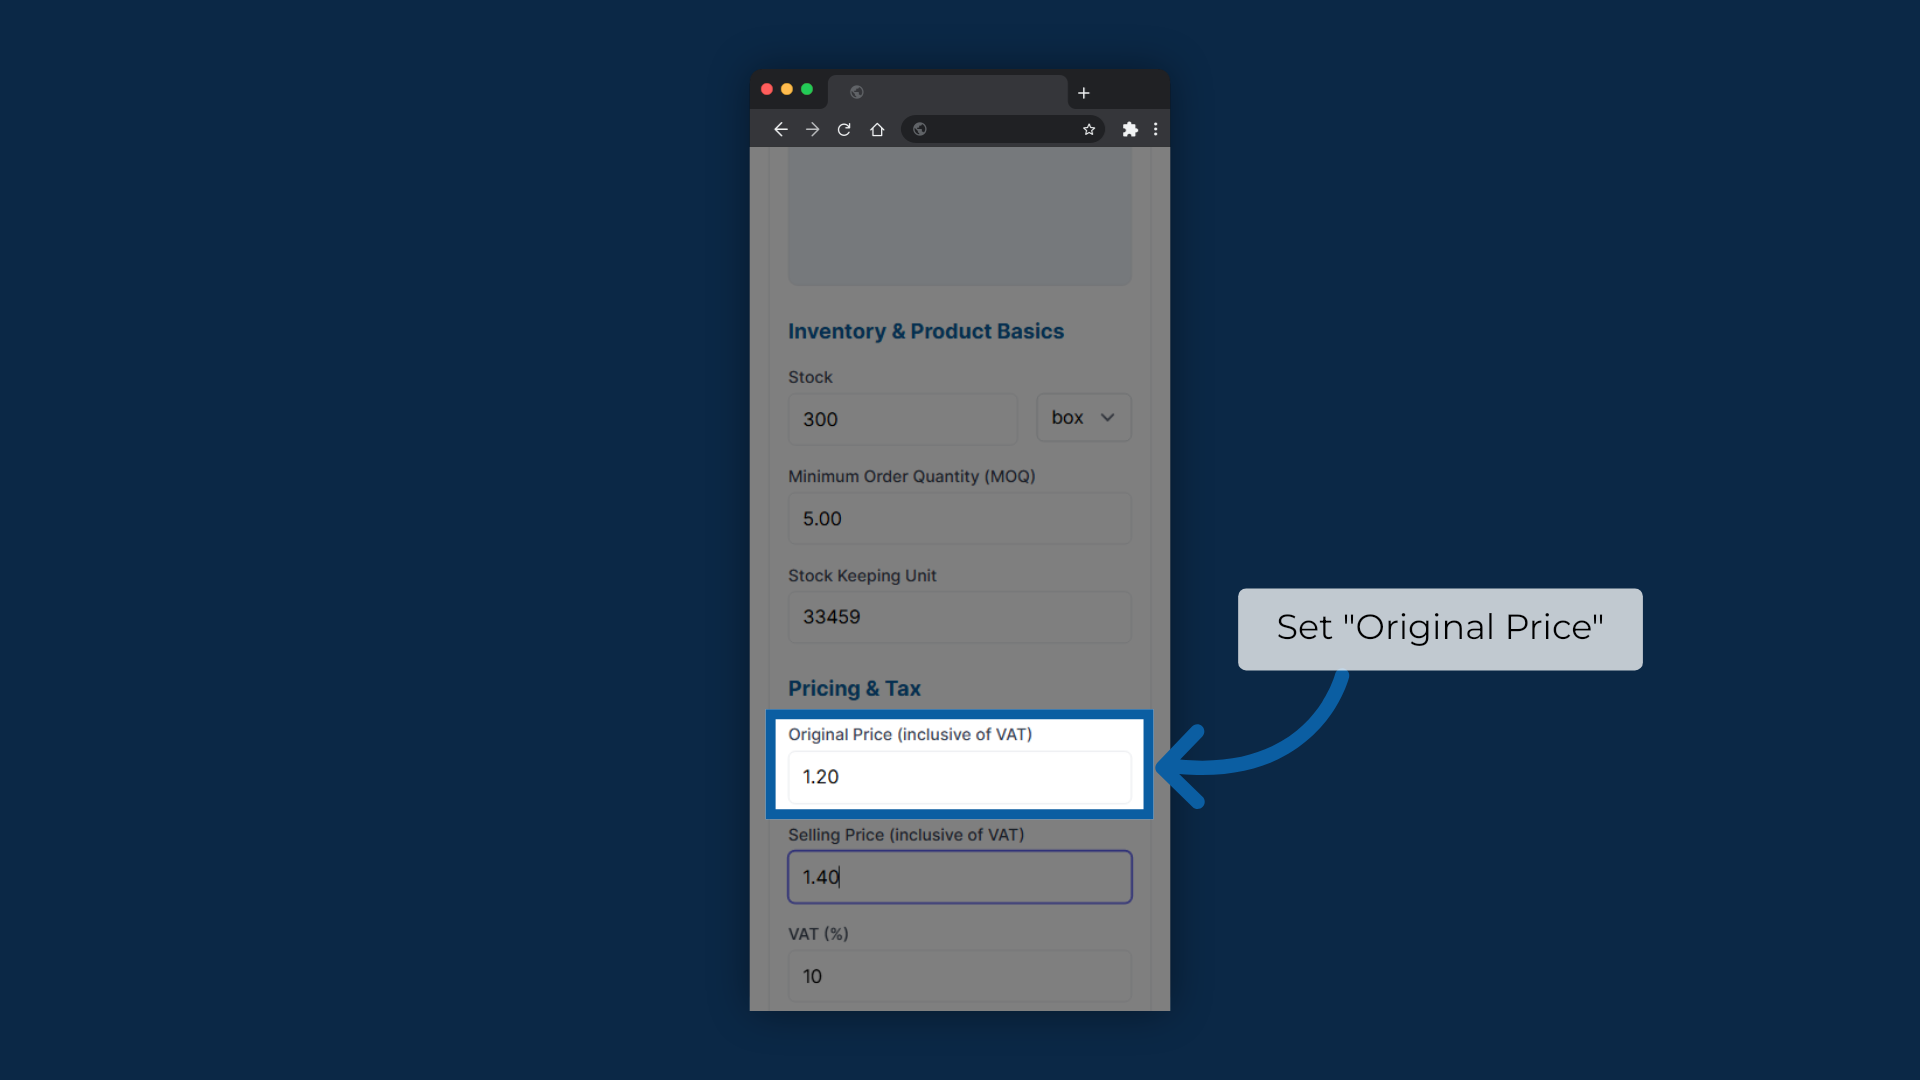 Inventory & Product Basics
Stock
300
box
Minimum Order Quantity (MOQ)
5.00
Stock Keeping Unit
33459
Set "Original Price"
Pricing & Tax
Original Price (inclusive of VAT)
1.20
Selling Price (inclusive of VAT)
1.40
VAT (%)
10